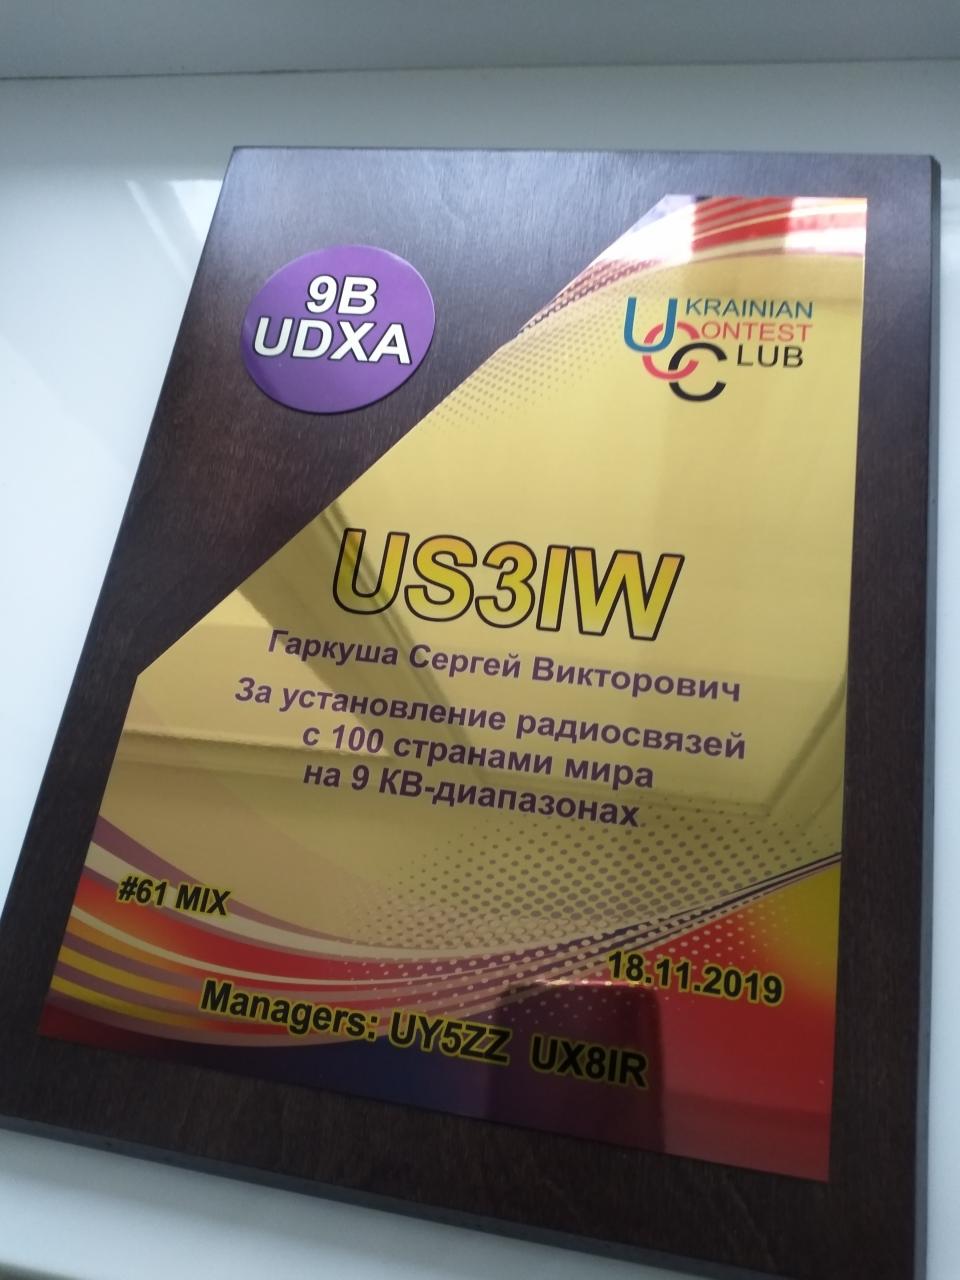 9B
UDXA
UKRAINIAN
CONTEST
CLUB
US3IW
Гаркуша Сергей Викторович
За установление радиосвязей
с 100 странами мира
на 9 КВ-диапазонах
#61 MIX
18.11.2019
Managers: UY5ZZ UX8IR